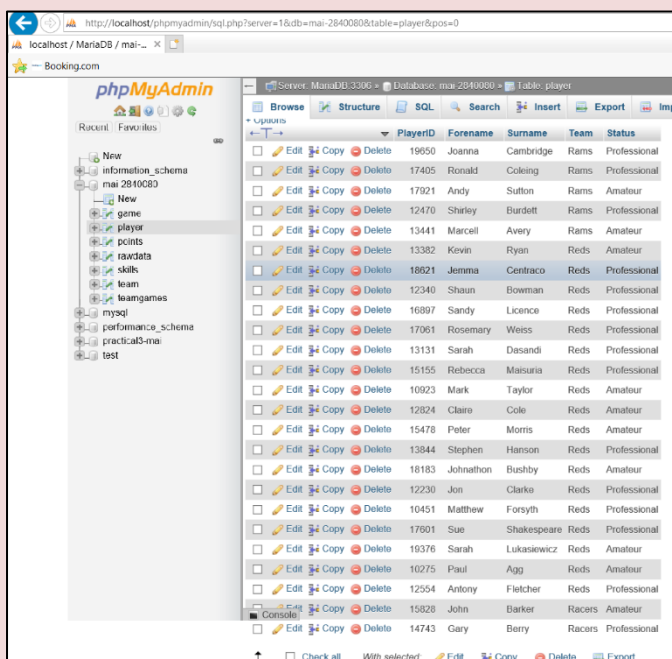 http://localhost/phpmyadmin/sql.php?server=1&db=mai-2840080&table=player&pos=0
localhost / MariaDB / mai-...
Booking.com
phpMyAdmin
Recent Favorites
New
information_schema
mai 2840080
New
game
player
points
rawdata
skills
team
teamgames
mysql
performance_schema
practical3-mai
test
Server: MariaDB:3306 » Database: mai-2840080 » Table: player
Browse Structure SQL Search Insert Export
+ Options
PlayerID Forename Surname Team Status
Edit Copy Delete 19650 Joanna Cambridge Rams Professional
Edit Copy Delete 17405 Ronald Coleing Rams Professional
Edit Copy Delete 17921 Andy Sutton Rams Amateur
Edit Copy Delete 12470 Shirley Burdett Rams Professional
Edit Copy Delete 13441 Marcell Avery Rams Amateur
Edit Copy Delete 13382 Kevin Ryan Reds Amateur
Edit Copy Delete 18621 Jemma Centraco Reds Professional
Edit Copy Delete 12340 Shaun Bowman Reds Professional
Edit Copy Delete 16897 Sandy Licence Reds Professional
Edit Copy Delete 17061 Rosemary Weiss Reds Professional
Edit Copy Delete 13131 Sarah Dasandi Reds Professional
Edit Copy Delete 15155 Rebecca Maisuria Reds Professional
Edit Copy Delete 10923 Mark Taylor Reds Amateur
Edit Copy Delete 12824 Claire Cole Reds Amateur
Edit Copy Delete 15478 Peter Morris Reds Amateur
Edit Copy Delete 13844 Stephen Hanson Reds Professional
Edit Copy Delete 18183 Johnathon Bushby Reds Amateur
Edit Copy Delete 12230 Jon Clarke Reds Professional
Edit Copy Delete 10451 Matthew Forsyth Reds Professional
Edit Copy Delete 17601 Sue Shakespeare Reds Professional
Edit Copy Delete 19376 Sarah Lukasiewicz Reds Amateur
Edit Copy Delete 10275 Paul Agg Reds Amateur
Edit Copy Delete 12554 Antony Fletcher Reds Professional
Edit Copy Delete 15828 John Barker Racers Amateur
Console
Edit Copy Delete 14743 Gary Berry Racers Professional
Check all With selected: Edit Copy Delete Export